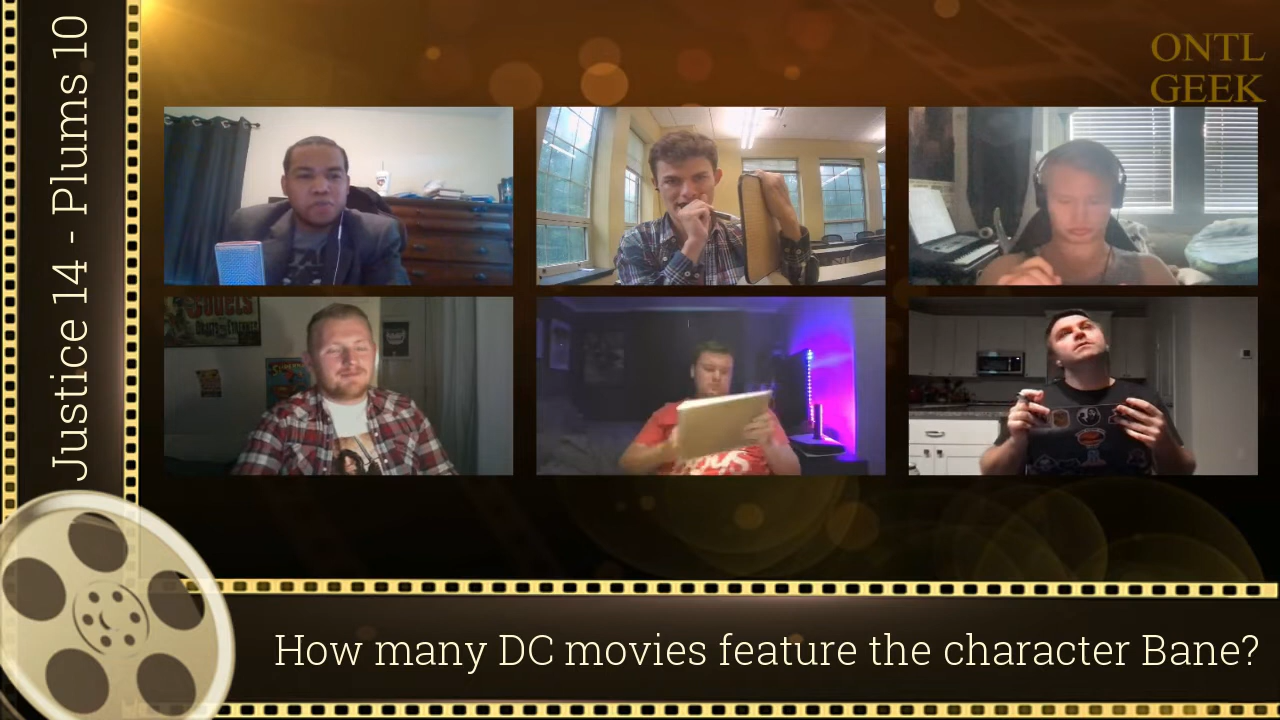 Justice 14 - Plums 10
ONTL
GEEK
How many DC movies feature the character Bane?